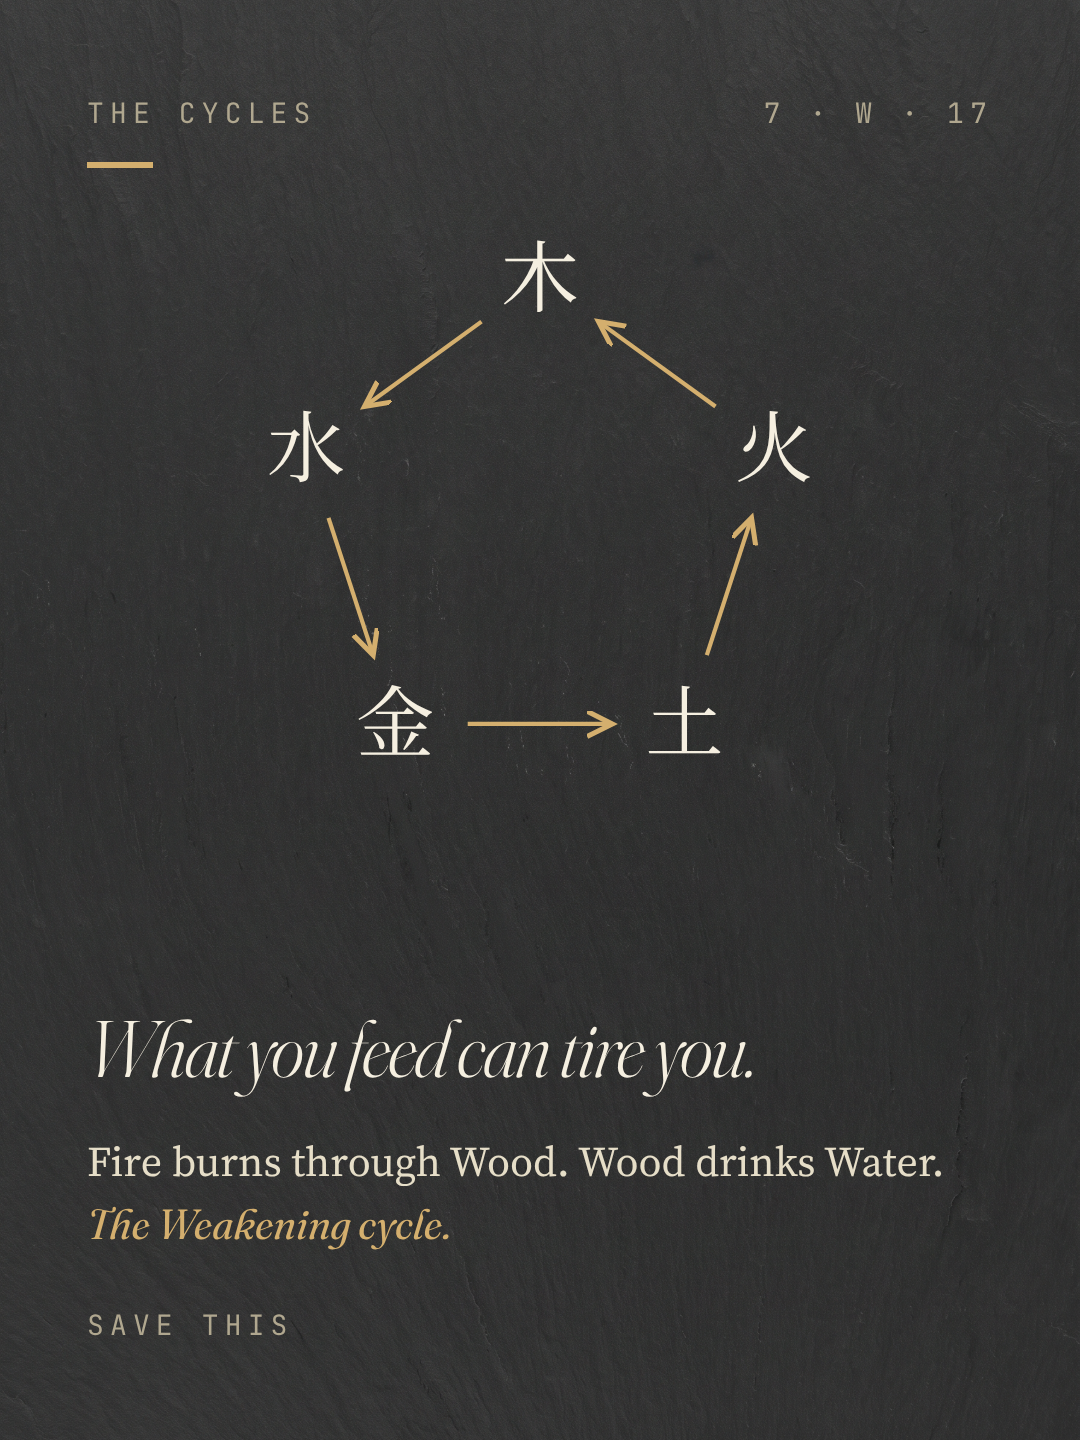 THE CYCLES
7 · W · 17
木
水
火
金
土
What you feed can tire you.
Fire burns through Wood. Wood drinks Water.
The Weakening cycle.
SAVE THIS